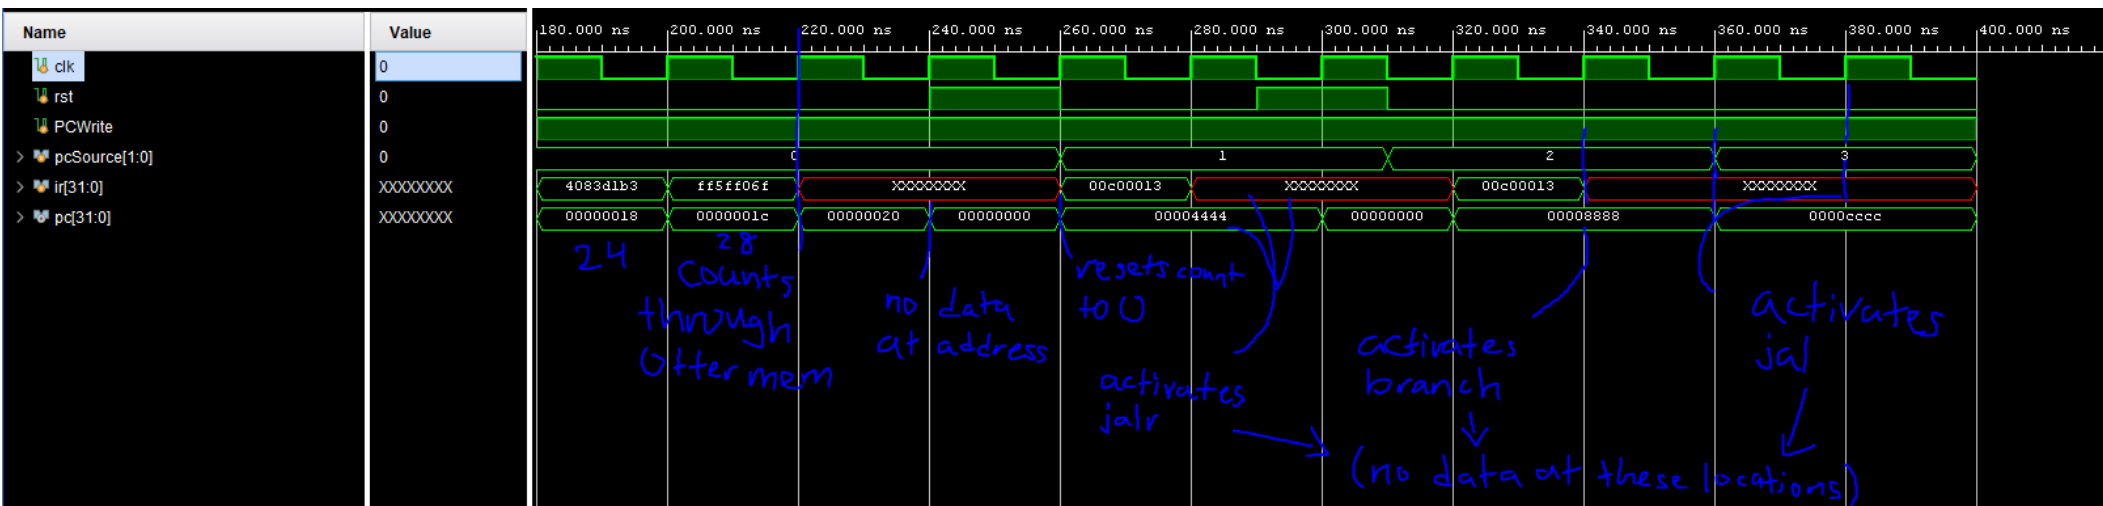 Name Value 180.000 ns 200.000 ns 220.000 ns 240.000 ns 260.000 ns 280.000 ns 300.000 ns 320.000 ns 340.000 ns 360.000 ns 380.000 ns 400.000 ns
clk 0
rst 0
PCWrite 0
pcSource[1:0] 0 0 1 2 3
ir[31:0] XXXXXXXX 4083d1b3 ff5ff06f XXXXXXXX 00c00013 XXXXXXXX 00c00013 XXXXXXXX
pc[31:0] XXXXXXXX 00000018 0000001c 00000020 00000000 00004444 00000000 00008888 0000cccc
24
28
Counts
through
Otter mem
no data
at address
resets count
to 0
activates
jalr
activates
branch
activates
jal
(no data at these locations)